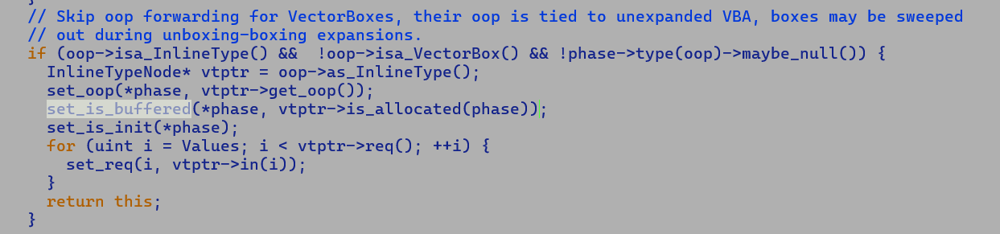 }
// Skip oop forwarding for VectorBoxes, their oop is tied to unexpanded VBA, boxes may be sweeped
// out during unboxing-boxing expansions.
if (oop->isa_InlineType() &&  !oop->isa_VectorBox() && !phase->type(oop)->maybe_null()) {
  InlineTypeNode* vtptr = oop->as_InlineType();
  set_oop(*phase, vtptr->get_oop());
  set_is_buffered(*phase, vtptr->is_allocated(phase));
  set_is_init(*phase);
  for (uint i = Values; i < vtptr->req(); ++i) {
    set_req(i, vtptr->in(i));
  }
  return this;
}